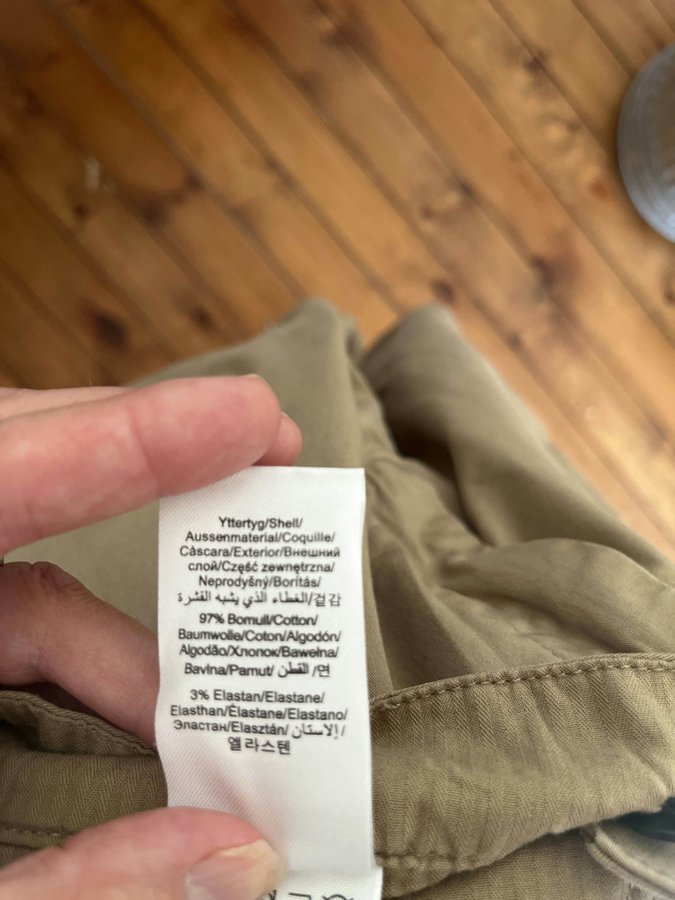 Yttertyg/Shell/
Aussenmaterial/Coquille/
Càscara/Exterior/Внешний
слой/Część zewnętrzna/
Neprodyšný/Borítás/
الغطاء الذي يشبه القشرة/겉감
97% Bomull/Cotton/
Baumwolle/Coton/Algodón/
Algodão/Хлопок/Bawełna/
Bavlna/Pamut/ القطن /면
3% Elastan/Elastane/
Elasthan/Élastane/Elastano/
Эластан/Elasztán/ إلاستان/
엘라스텐